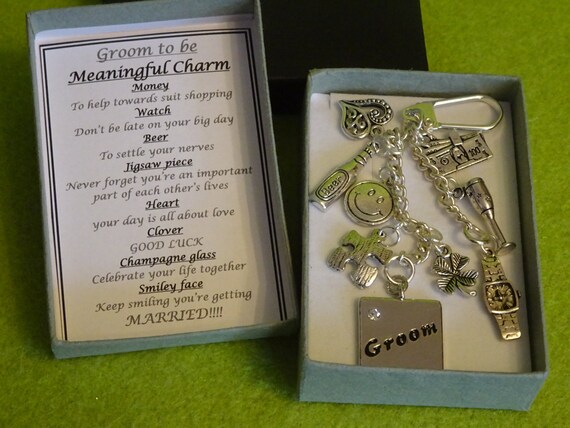 Groom to be
Meaningful Charm
Money
To help towards suit shopping
Watch
Don't be late on your big day
Beer
To settle your nerves
Jigsaw piece
Never forget you're an important
part of each other's lives
Heart
your day is all about love
Clover
GOOD LUCK
Champagne glass
Celebrate your life together
Smiley face
Keep smiling you're getting
MARRIED!!!!
Beer
100
Groom